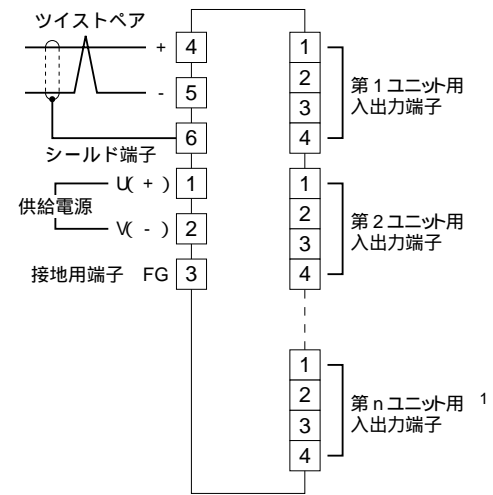 ツイストペア
+ 4
- 5
6
シールド端子
U( + ) 1
供給電源
V( - ) 2
接地用端子 FG 3
1
2
3
4
第1ユニット用
入出力端子
1
2
3
4
第2ユニット用
入出力端子
1
2
3
4
第nユニット用 1
入出力端子